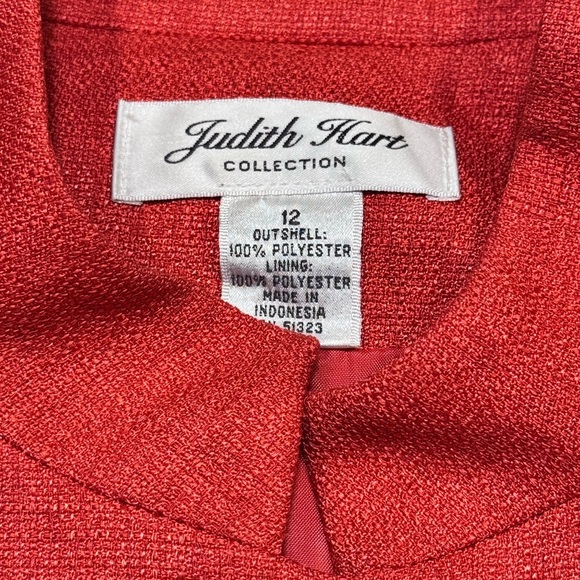 Judith Hart
COLLECTION
12
OUTSHELL:
100% POLYESTER
LINING:
100% POLYESTER
MADE IN
INDONESIA
51323